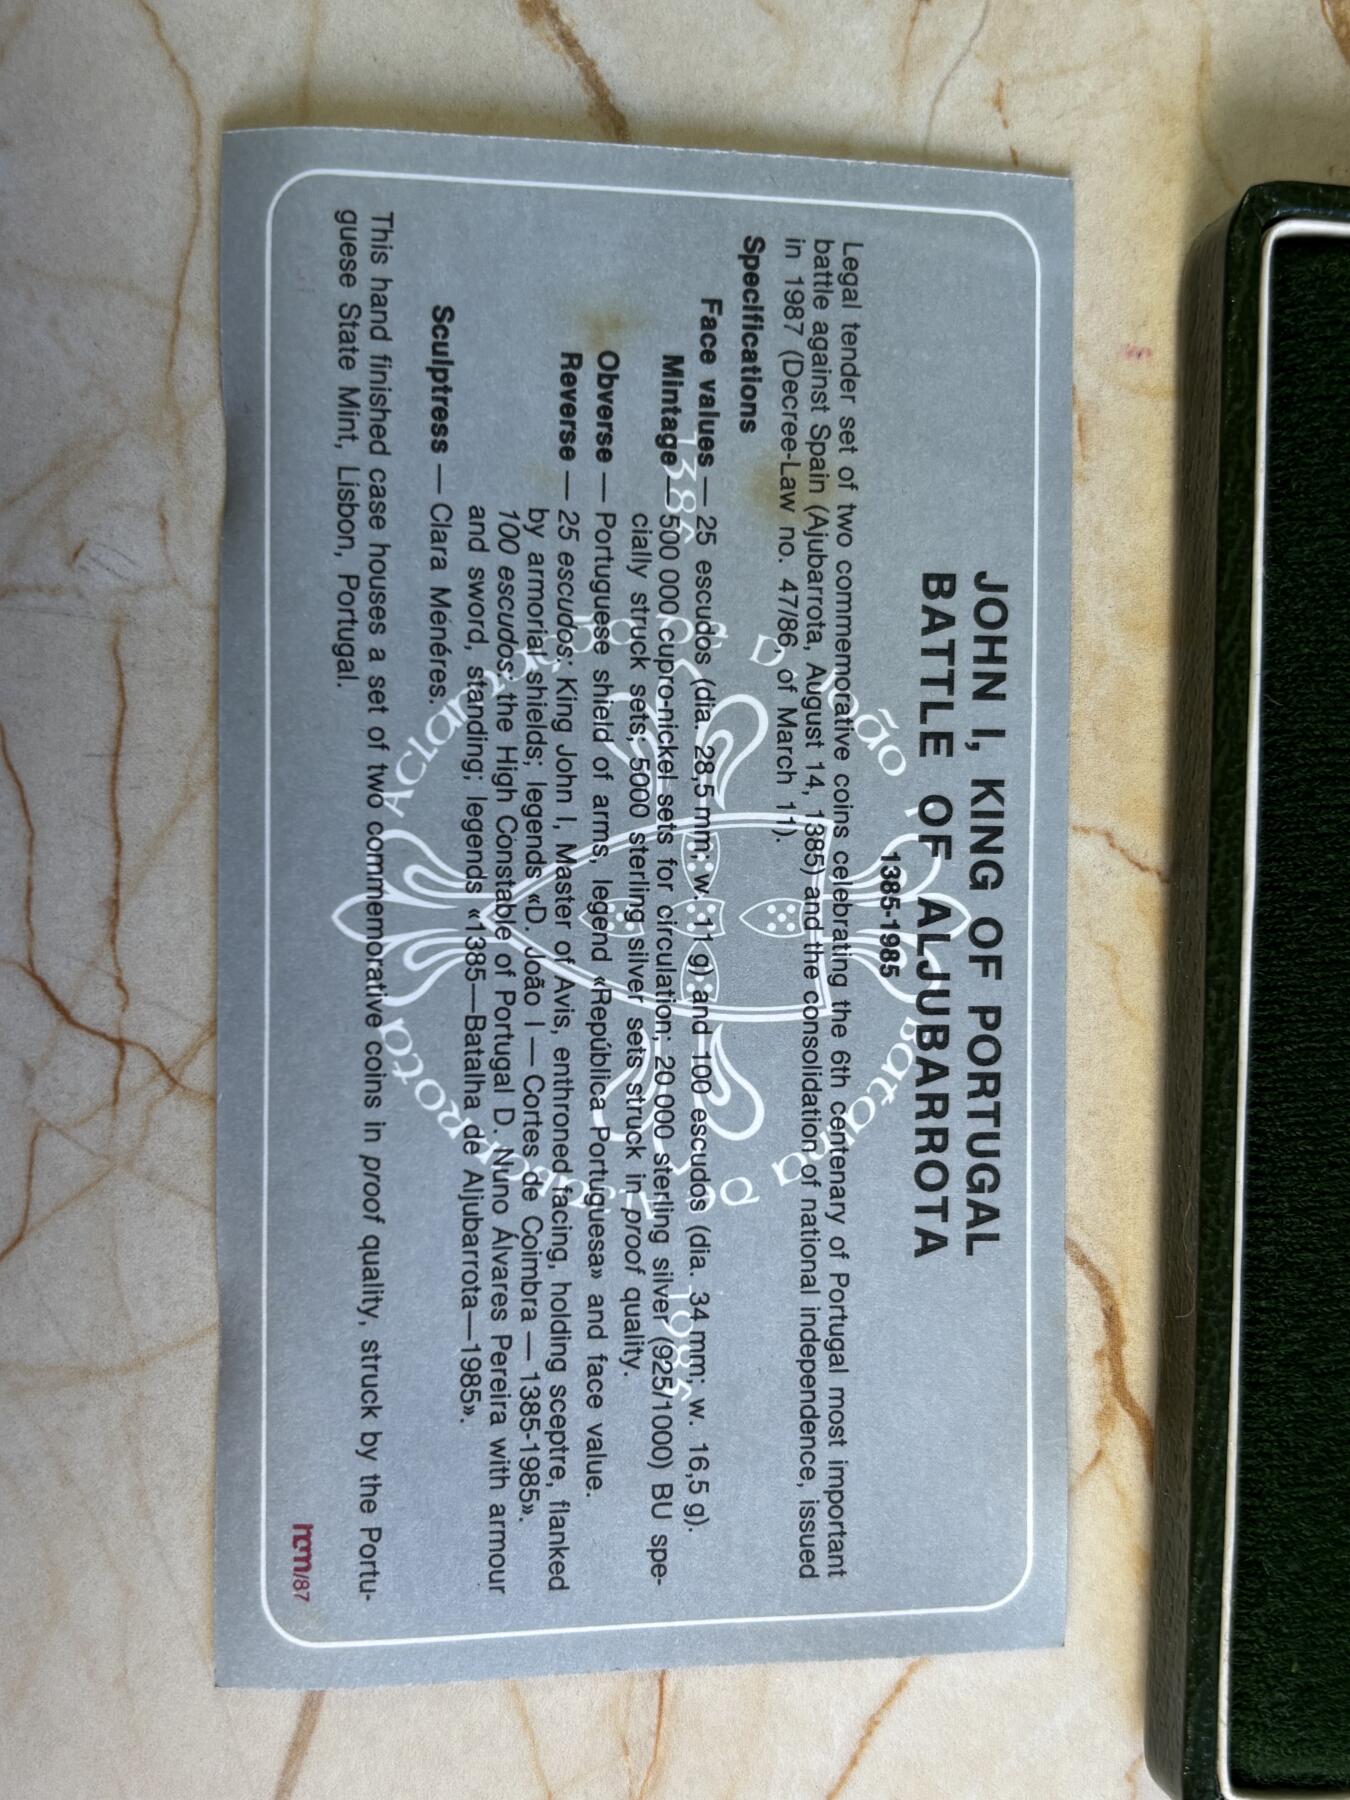 JOHN I, KING OF PORTUGAL
BATTLE OF ALJUBARROTA
1385-1985
Legal tender set of two commemorative coins celebrating the 6th centenary of Portugal most important
battle against Spain (Ajubarrota, August 14, 1385) and the consolidation of national independence, issued
in 1987 (Decree-Law no. 47/86, of March 11).
Specifications
Face values — 25 escudos (dia. 28,5 mm; w. 11 g) and 100 escudos (dia. 34 mm; w. 16,5 g).
Mintage — 500 000 cupro-nickel sets for circulation; 20 000 sterling silver (925/1000) BU spe-
cially struck sets; 5000 sterling silver sets struck in proof quality.
Obverse — Portuguese shield of arms, legend «República Portuguesa» and face value.
Reverse — 25 escudos: King John I, Master of Avis, enthroned facing, holding sceptre, flanked
by armorial shields; legends «D. João I — Cortes de Coimbra — 1385-1985».
100 escudos: the High Constable of Portugal D. Nuno Álvares Pereira with armour
and sword, standing; legends «1385—Batalha de Aljubarrota—1985».
Sculptress — Clara Menéres.
This hand finished case houses a set of two commemorative coins in proof quality, struck by the Portu-
guese State Mint, Lisbon, Portugal.
incm/87
D João I
Batalha de Aljubarrota
1385
1985